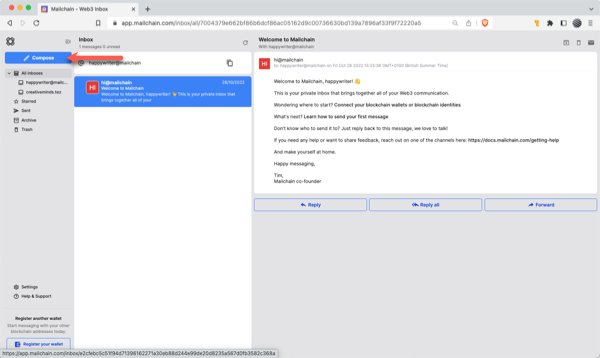 Mailchain - Web3 Inbox
app.mailchain.com/inbox/all/
Compose
All inboxes
happywriter@mailc...
creativeminds.tez
Starred
Sent
Archive
Trash
Settings
Help & Support
Register another wallet
Start messaging with your other
blockchain addresses today.
Register your wallet
Inbox
1 messages 0 unread
happywriter@mailchain
HI
hi@mailchain
28/10/2022
Welcome to Mailchain
Welcome to Mailchain, happywriter! 👋 This is your private inbox that
brings together all of your
Welcome to Mailchain
With happywriter@mailchain
HI
hi@mailchain
to happywriter@mailchain on Fri Oct 28 2022 15:24:36 GMT+0100 (British Summer Time)
Welcome to Mailchain, happywriter! 👋
This is your private inbox that brings together all of your Web3 communication.
Wondering where to start? Connect your blockchain wallets or blockchain identities
What's next? Learn how to send your first message
Don't know who to send it to? Just reply back to this message, we love to talk!
If you need any help or want to share feedback, reach out on one of the channels here: https://docs.mailchain.com/getting-help
And make yourself at home.
Happy messaging,
Tim,
Mailchain co-founder
Reply
Reply all
Forward